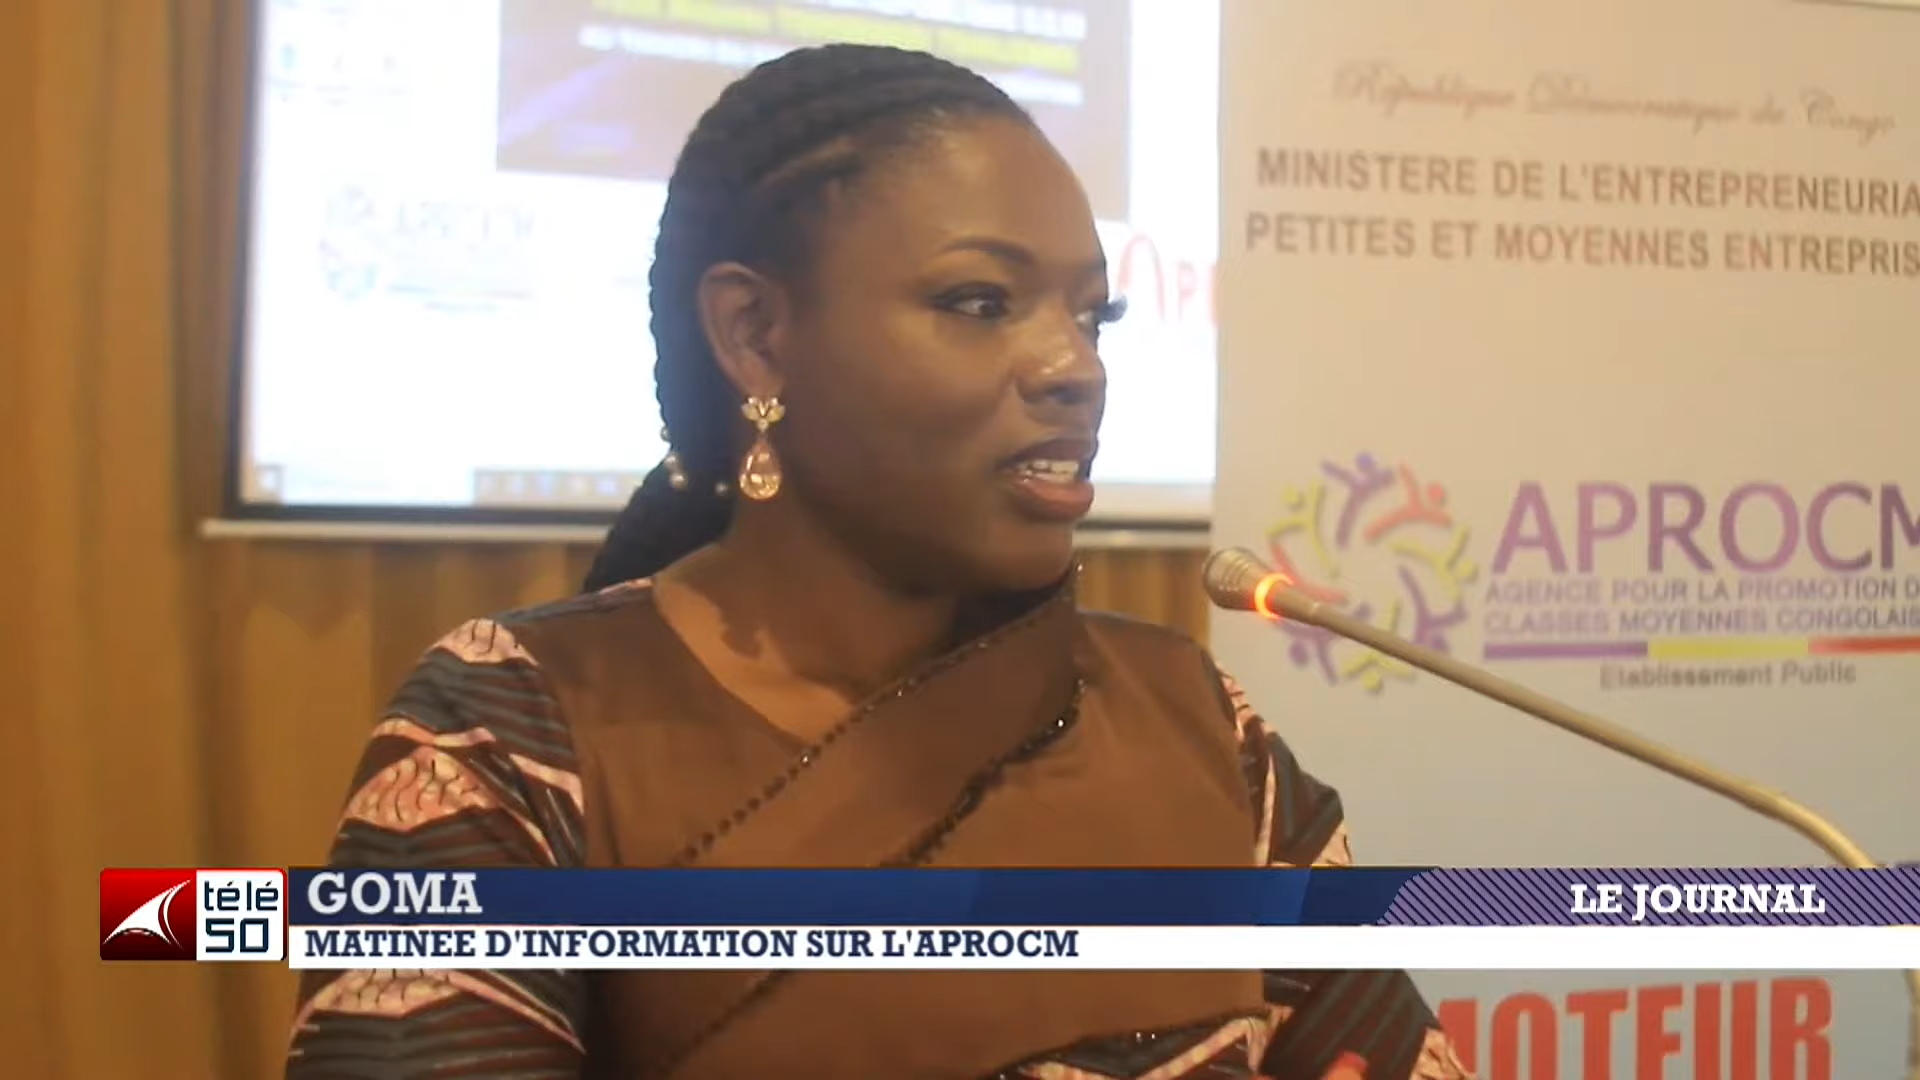 République Démocratique du Congo
MINISTERE DE L'ENTREPRENEURIA
PETITES ET MOYENNES ENTREPRIS
APROCM
AGENCE POUR LA PROMOTION D
CLASSES MOYENNES CONGOLAIS
Etablissement Public
télé
50
GOMA
LE JOURNAL
MATINEE D'INFORMATION SUR L'APROCM
MOTEUR